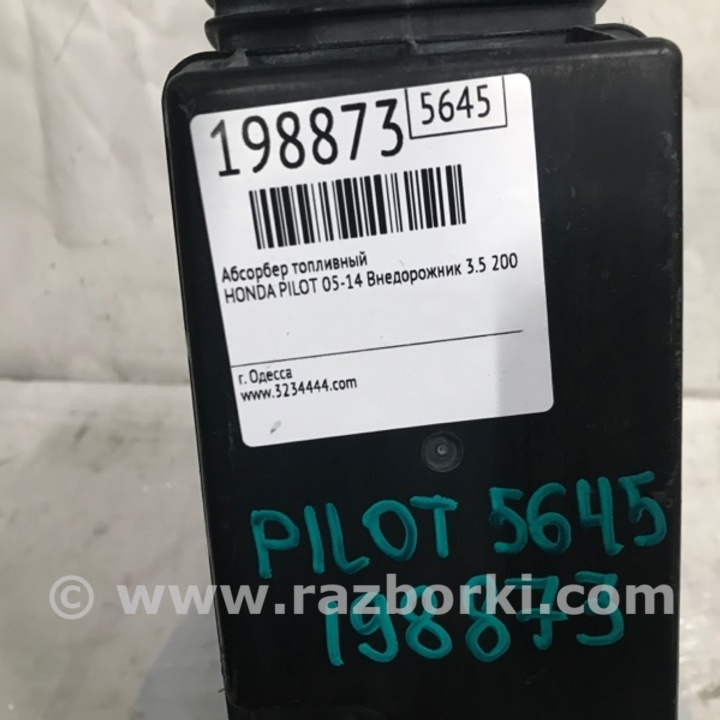 198873 5645
Абсорбер топливный
HONDA PILOT 05-14 Внедорожник 3.5 200
г. Одесса
www.3234444.com
PILOT 5645
© www.razborki.com
198873